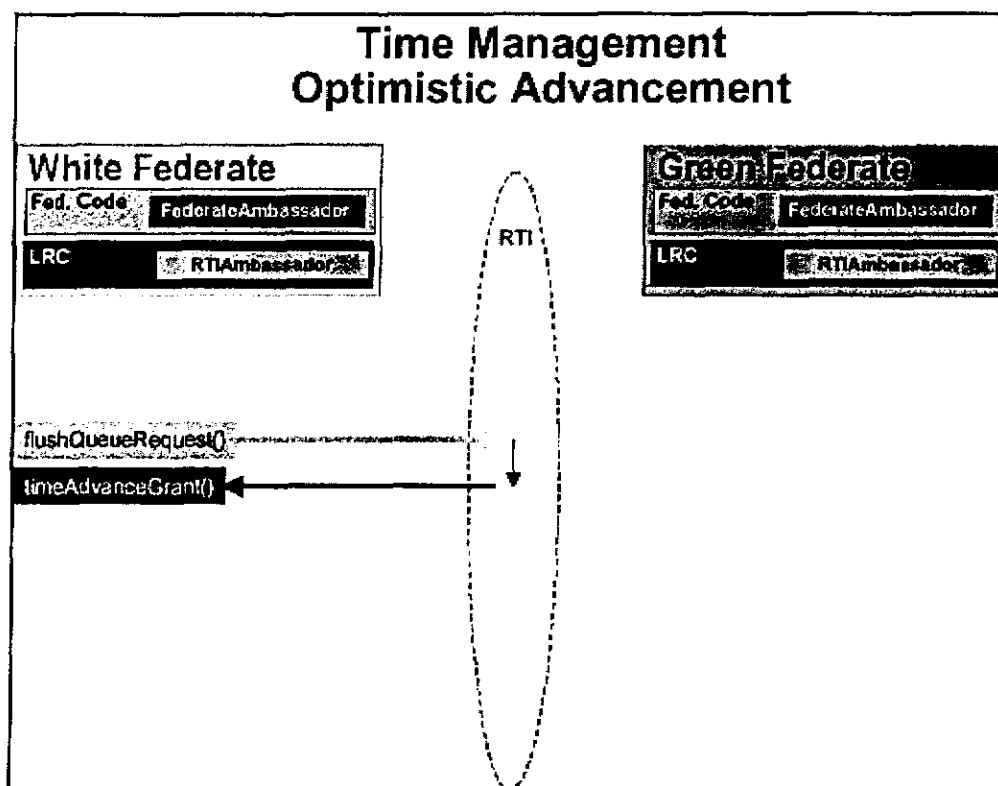 Time Management
Optimistic Advancement
White Federate
Fed. Code
FederateAmbassador
LRC
RTIAmbassador
RTI
Green Federate
Fed. Code
FederateAmbassador
LRC
RTIAmbassador
flushQueueRequest()
timeAdvanceGrant()